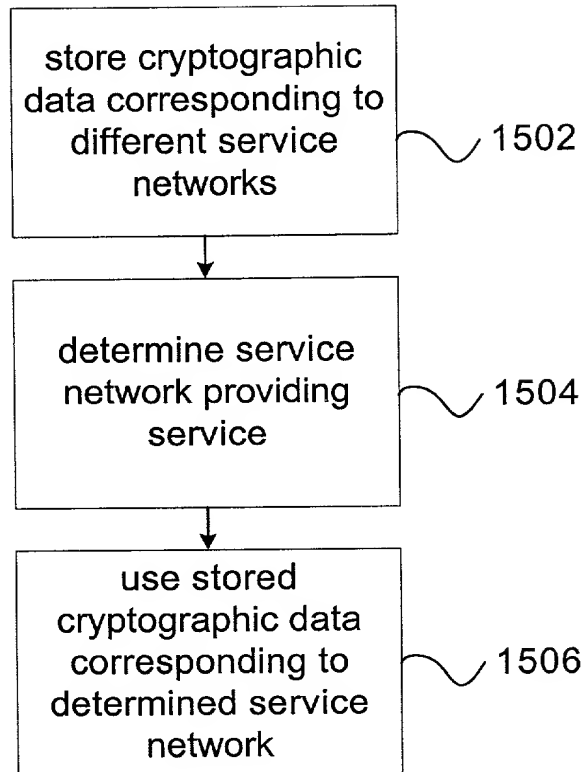 store cryptographic
data corresponding to
different service
networks
1502
determine service
network providing
service
1504
use stored
cryptographic data
corresponding to
determined service
network
1506